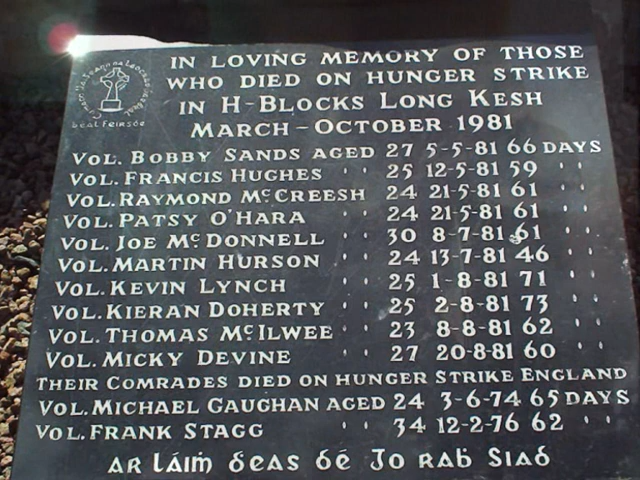 IN LOVING MEMORY OF THOSE
WHO DIED ON HUNGER STRIKE
IN H-BLOCKS LONG KESH
MARCH-OCTOBER 1981
béal feirsde
VOL. BOBBY SANDS AGED 27 5-5-81 66 DAYS
VOL. FRANCIS HUGHES " 25 12-5-81 59 "
VOL. RAYMOND McCREESH 24 21-5-81 61 "
VOL. PATSY O'HARA " 24 21-5-81 61 "
VOL. JOE McDONNELL " 30 8-7-81 61 "
VOL. MARTIN HURSON " 24 13-7-81 46 "
VOL. KEVIN LYNCH " 25 1-8-81 71 "
VOL. KIERAN DOHERTY " 25 2-8-81 73 "
VOL. THOMAS McILWEE " 23 8-8-81 62 "
VOL. MICKY DEVINE " 27 20-8-81 60 "
THEIR COMRADES DIED ON HUNGER STRIKE ENGLAND
VOL. MICHAEL GAUGHAN AGED 24 3-6-74 65 DAYS
VOL. FRANK STAGG " 34 12-2-76 62 "
AR LÁIṀ ḋeas dé Jo RAḃ SIAD